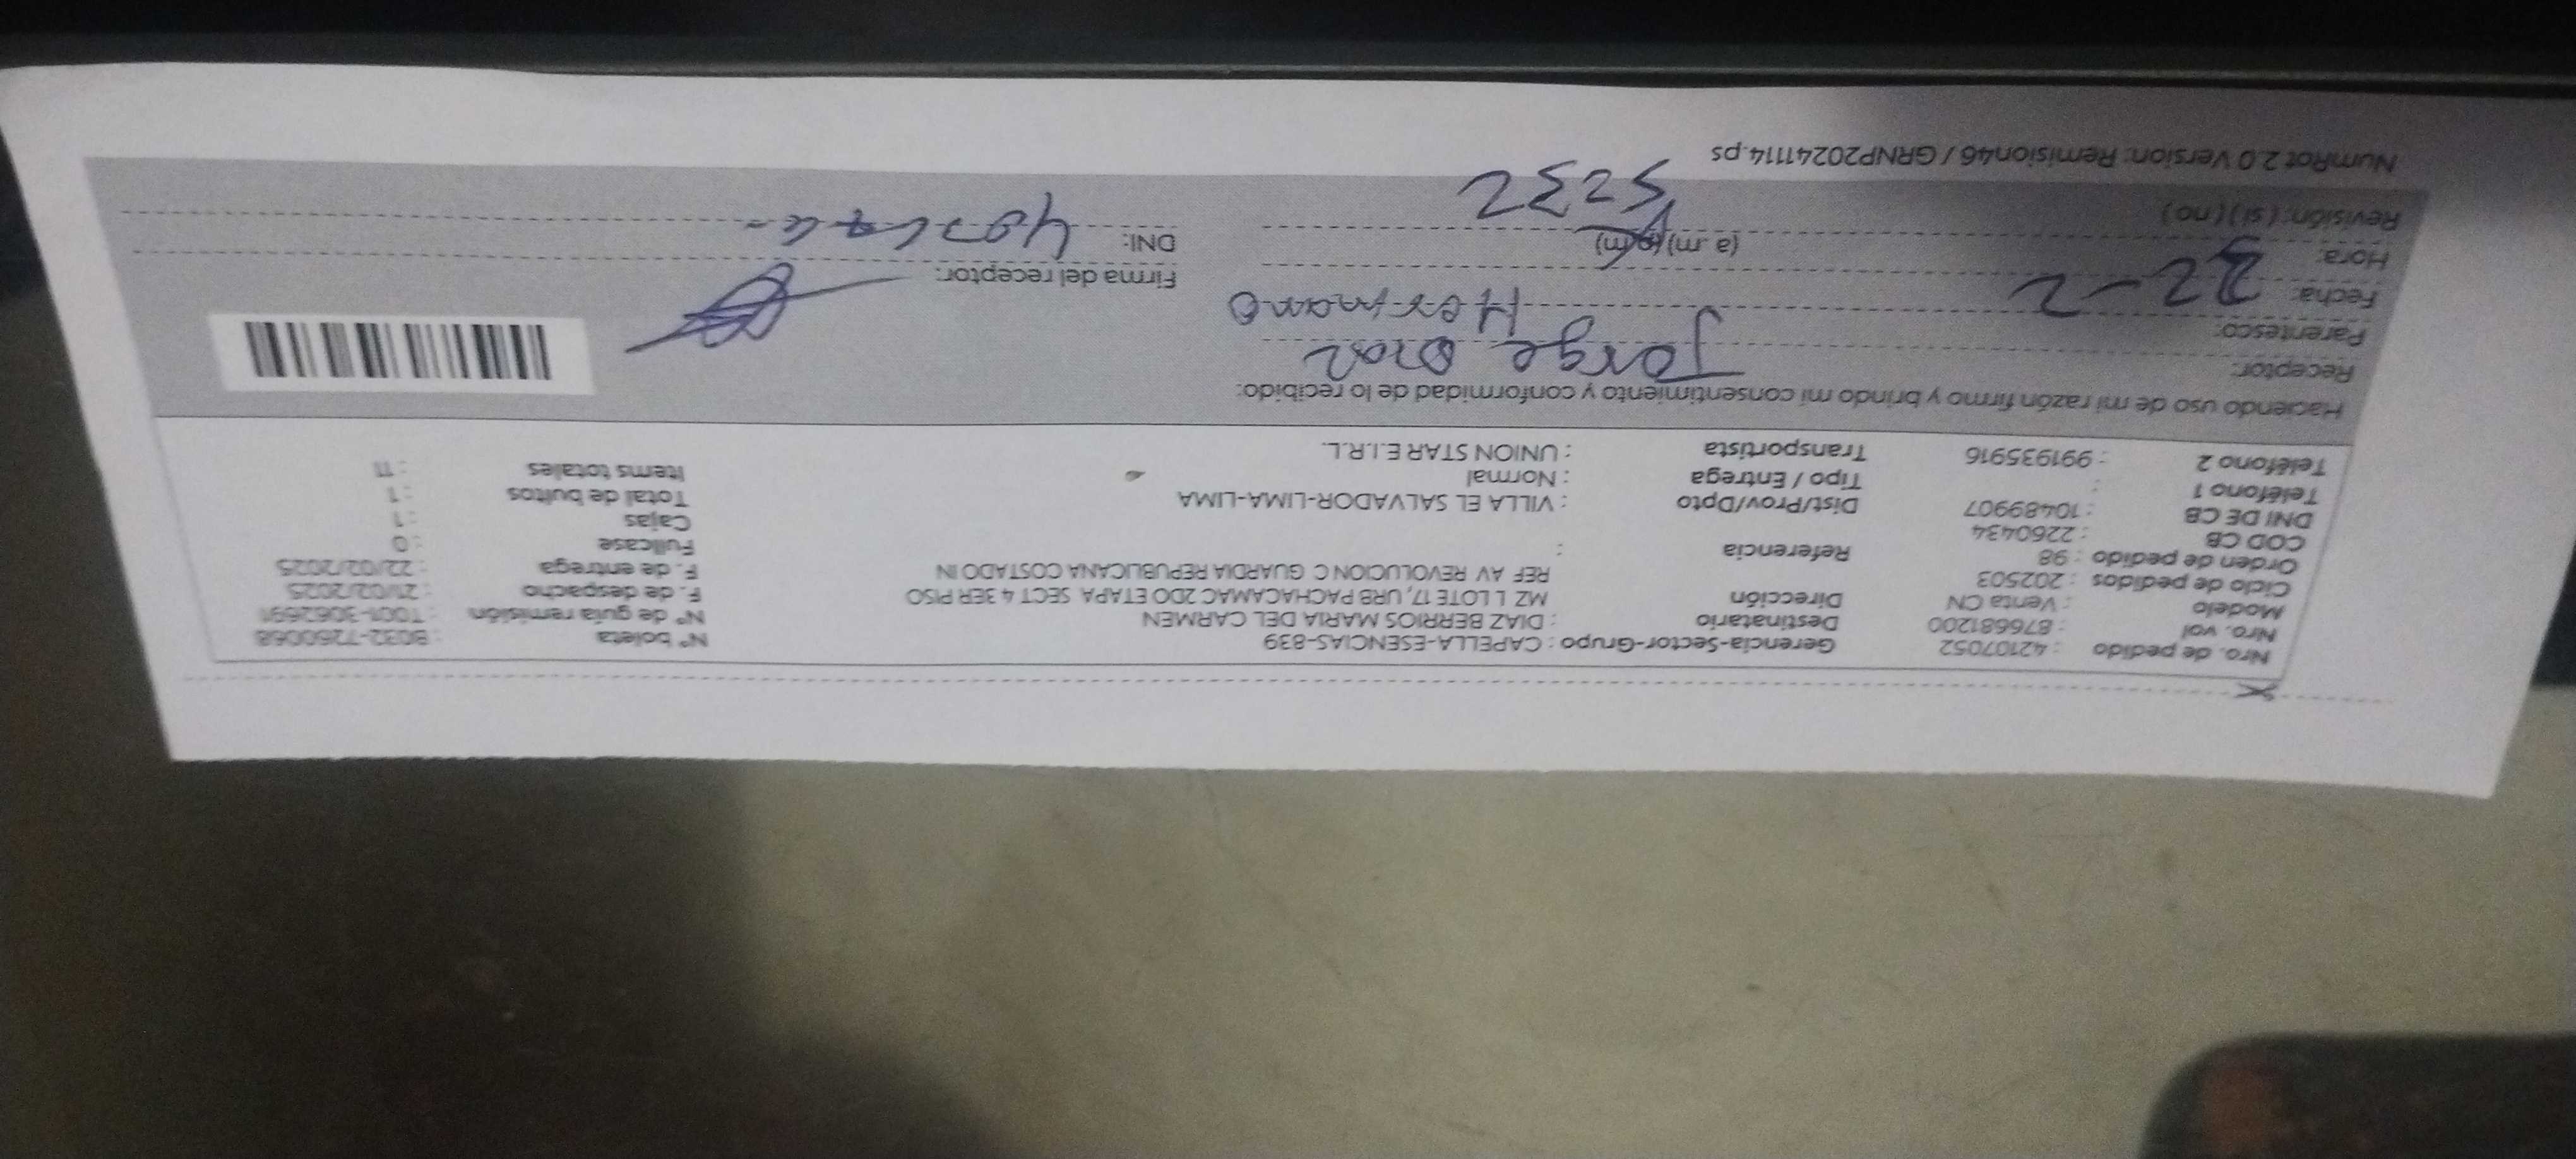 Nro. de pedido : 42107052 Gerencia-Sector-Grupo : CAPELLA-ESENCIAS-839 N° boleta : B032-7260068
Nro. vol : 876681200 Destinatario : DIAZ BERRIOS MARIA DEL CARMEN N° de guía remisión : T001-3062691
Modelo : Venta CN Dirección MZ L LOTE 17, URB PACHACAMAC 2DO ETAPA SECT 4 3ER PISO F. de despacho : 21/02/2025
Ciclo de pedidos : 202503 REF AV REVOLUCION C GUARDIA REPUBLICANA COSTADO IN F. de entrega : 22/02/2025
Orden de pedido : 98 Referencia : Fullcase : 0
COD CB : 2260434 Cajas : 1
DNI DE CB : 10489907 Dist/Prov/Dpto : VILLA EL SALVADOR-LIMA-LIMA Total de bultos : 1
Teléfono 1 : Tipo / Entrega : Normal Items totales : 11
Teléfono 2 : 991935916 Transportista : UNION STAR E.I.R.L.
Haciendo uso de mi razón firmo y brindo mi consentimiento y conformidad de lo recibido:
Receptor: Jorge Diaz
Parentesco: Hermano
Fecha: 22-2 Firma del receptor:
Hora: (a.m) (p.m) DNI:
Revisión: (si) (no) 5232
NumRot 2.0 Version: Remision46 / GRNP20241114.ps